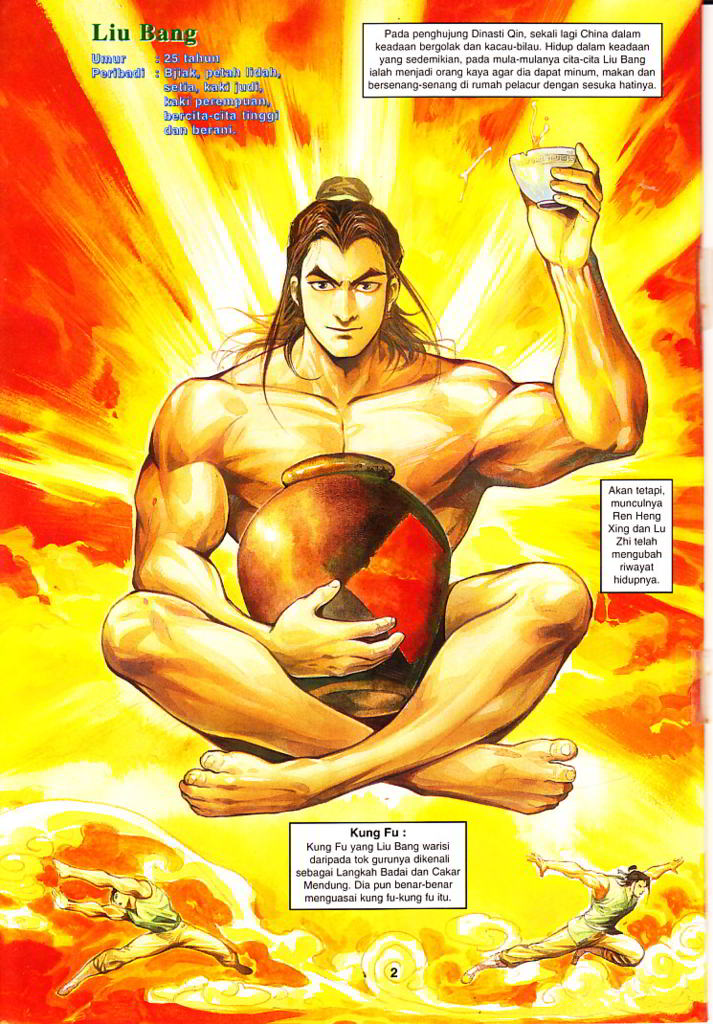 Liu Bang
Umur : 25 tahun
Peribadi : Bjiak, petah lidah,
setia, kaki judi,
kaki perempuan,
bercita-cita tinggi
dan berani.
Pada penghujung Dinasti Qin, sekali lagi China dalam
keadaan bergolak dan kacau-bilau. Hidup dalam keadaan
yang sedemikian, pada mula-mulanya cita-cita Liu Bang
ialah menjadi orang kaya agar dia dapat minum, makan dan
bersenang-senang di rumah pelacur dengan sesuka hatinya.
Akan tetapi,
munculnya
Ren Heng
Xing dan Lu
Zhi telah
mengubah
riwayat
hidupnya.
Kung Fu :
Kung Fu yang Liu Bang warisi
daripada tok gurunya dikenali
sebagai Langkah Badai dan Cakar
Mendung. Dia pun benar-benar
menguasai kung fu-kung fu itu.
2